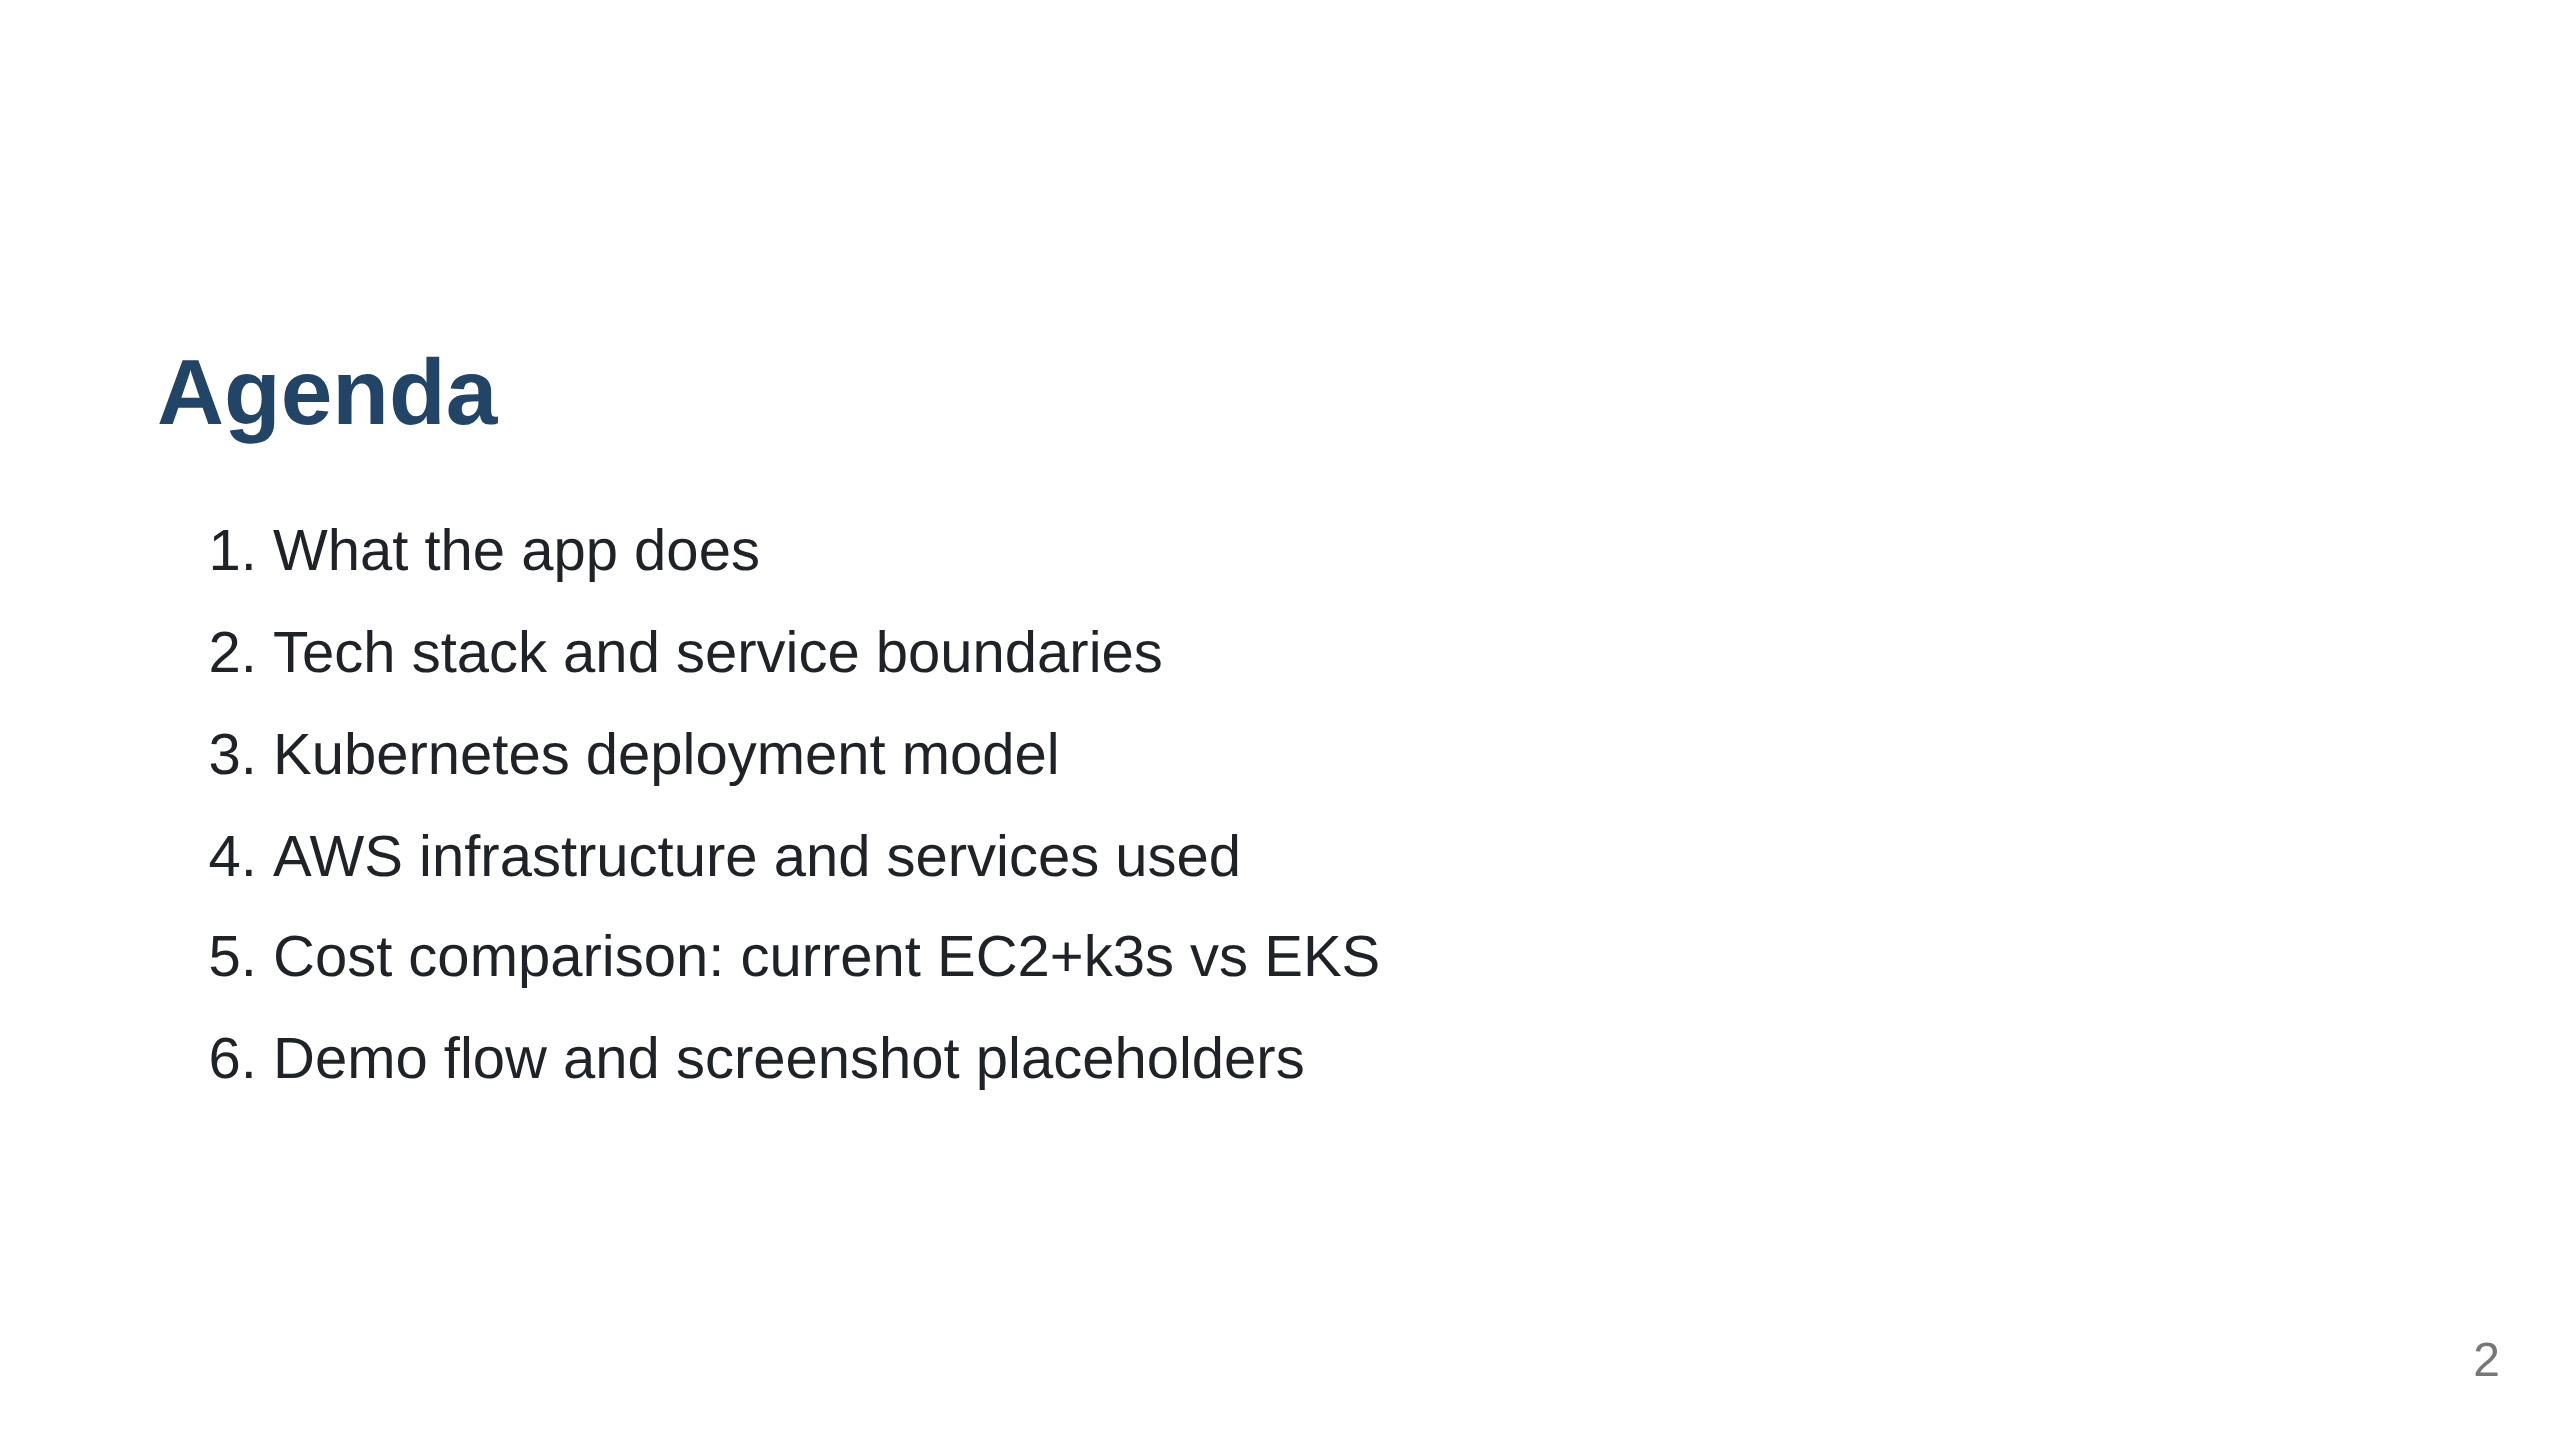 Agenda
1. What the app does
2. Tech stack and service boundaries
3. Kubernetes deployment model
4. AWS infrastructure and services used
5. Cost comparison: current EC2+k3s vs EKS
6. Demo flow and screenshot placeholders
2